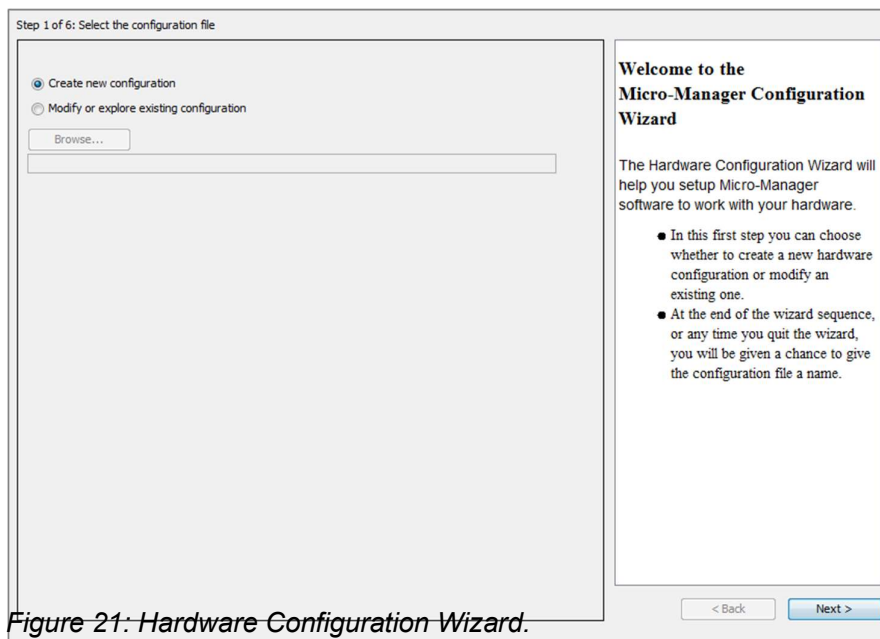 Step 1 of 6: Select the configuration file
Create new configuration
Modify or explore existing configuration
Browse...
Welcome to the
Micro-Manager Configuration
Wizard
The Hardware Configuration Wizard will
help you setup Micro-Manager
software to work with your hardware.
In this first step you can choose
whether to create a new hardware
configuration or modify an
existing one.
At the end of the wizard sequence,
or any time you quit the wizard,
you will be given a chance to give
the configuration file a name.
< Back
Next >
Figure 21: Hardware Configuration Wizard.